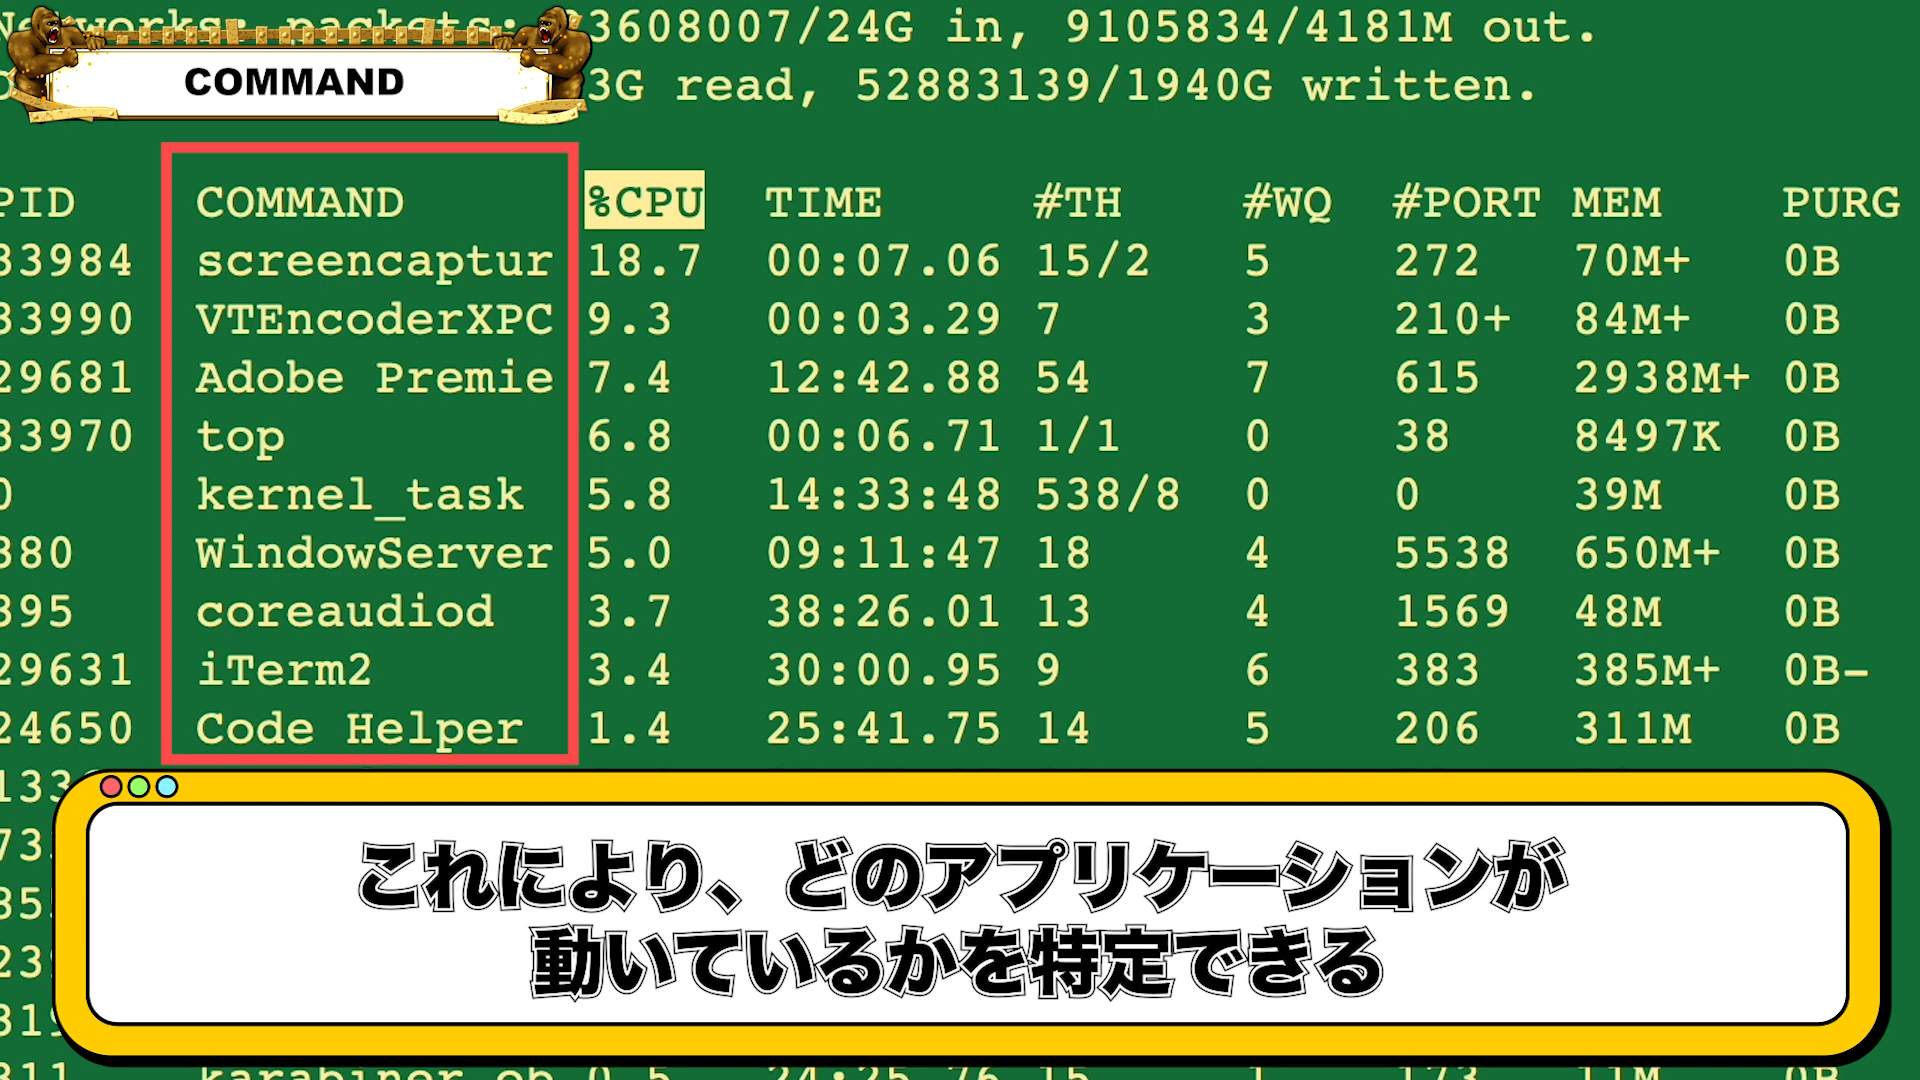 Networks: packets: 23608007/24G in, 9105834/4181M out.
COMMAND
3G read, 52883139/1940G written.
PID COMMAND %CPU TIME #TH #WQ #PORT MEM PURG
33984 screencaptur 18.7 00:07.06 15/2 5 272 70M+ 0B
33990 VTEncoderXPC 9.3 00:03.29 7 3 210+ 84M+ 0B
29681 Adobe Premie 7.4 12:42.88 54 7 615 2938M+ 0B
33970 top 6.8 00:06.71 1/1 0 38 8497K 0B
0 kernel_task 5.8 14:33:48 538/8 0 0 39M 0B
380 WindowServer 5.0 09:11:47 18 4 5538 650M+ 0B
395 coreaudiod 3.7 38:26.01 13 4 1569 48M 0B
29631 iTerm2 3.4 30:00.95 9 6 383 385M+ 0B-
24650 Code Helper 1.4 25:41.75 14 5 206 311M 0B
これにより、どのアプリケーションが
動いているかを特定できる